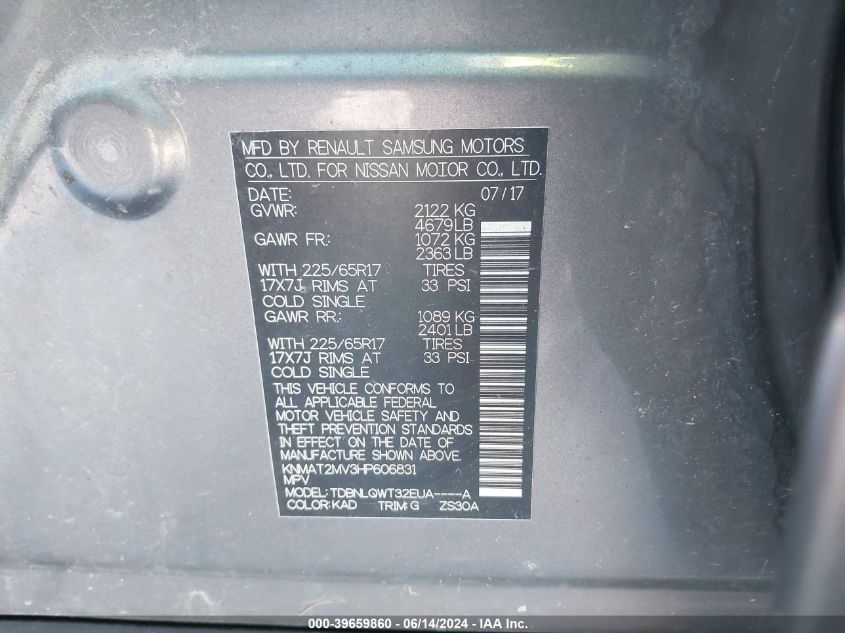 MFD BY RENAULT SAMSUNG MOTORS
CO., LTD. FOR NISSAN MOTOR CO., LTD.
DATE: 07/17
GVWR: 2122 KG
4679 LB
GAWR FR: 1072 KG
2363 LB
WITH 225/65R17 TIRES
17X7J RIMS AT 33 PSI
COLD SINGLE
GAWR RR: 1089 KG
2401 LB
WITH 225/65R17 TIRES
17X7J RIMS AT 33 PSI
COLD SINGLE
THIS VEHICLE CONFORMS TO
ALL APPLICABLE FEDERAL
MOTOR VEHICLE SAFETY AND
THEFT PREVENTION STANDARDS
IN EFFECT ON THE DATE OF
MANUFACTURE SHOWN ABOVE.
KNMAT2MV3HP606831
MPV
MODEL: TDBNLQWT32EUA----A
COLOR: KAD TRIM: G ZS30A
000-39659860 - 06/14/2024 - IAA Inc.